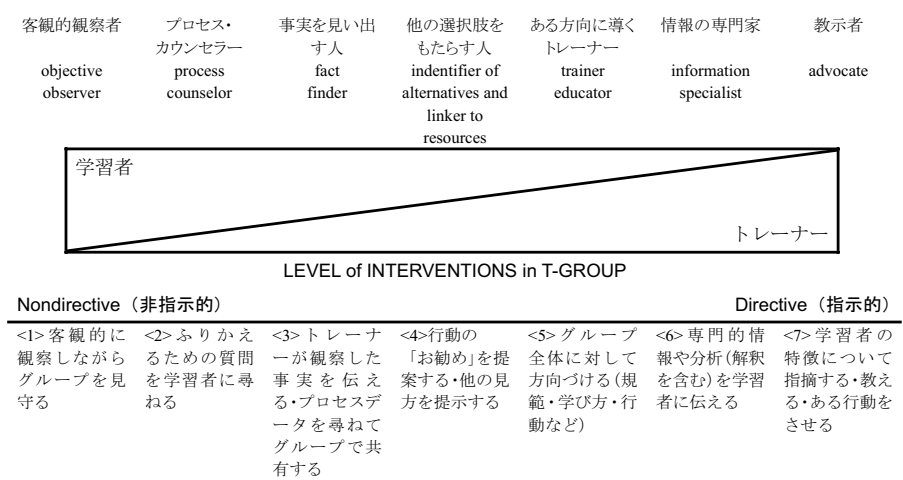 客観的観察者
objective
observer
プロセス・
カウンセラー
process
counselor
事実を見い出
す人
fact
finder
他の選択肢を
もたらす人
indentifier of
alternatives and
linker to
resources
ある方向に導く
トレーナー
trainer
educator
情報の専門家
information
specialist
教示者
advocate
学習者
トレーナー
LEVEL of INTERVENTIONS in T-GROUP
Nondirective（非指示的）
Directive（指示的）
<1>客観的に
観察しながら
グループを見
守る
<2>ふりかえ
るための質問
を学習者に尋
ねる
<3>トレーナ
ーが観察した
事実を伝え
る・プロセスデ
ータを尋ねて
グループで共
有する
<4>行動の
「お勧め」を提
案する・他の見
方を提示する
<5>グループ
全体に対して
方向づける（規
範・学び方・行
動など）
<6>専門的情
報や分析（解釈
を含む）を学習
者に伝える
<7>学習者の
特徴について
指摘する・教え
る・ある行動を
させる